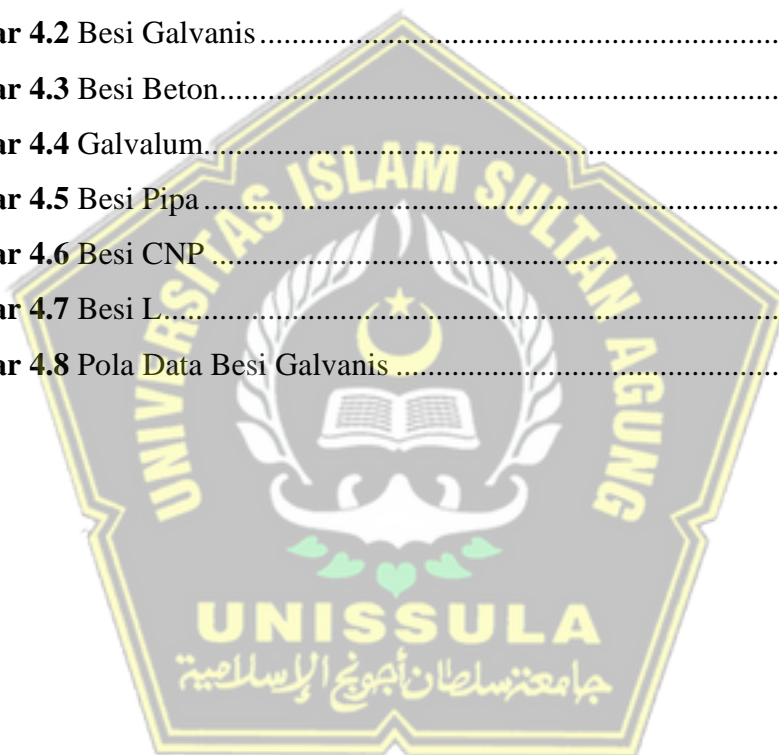 ar 4.2 Besi Galvanis
ar 4.3 Besi Beton
ar 4.4 Galvalum
ar 4.5 Besi Pipa
ar 4.6 Besi CNP
ar 4.7 Besi L
ar 4.8 Pola Data Besi Galvanis
UNIVERSITAS ISLAM SULTAN AGUNG
UNISSULA
جامعة سلطان أجونج الإسلامية